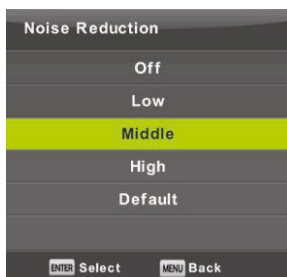 Noise Reduction
Off
Low
Middle
High
Default
ENTER Select MENU Back